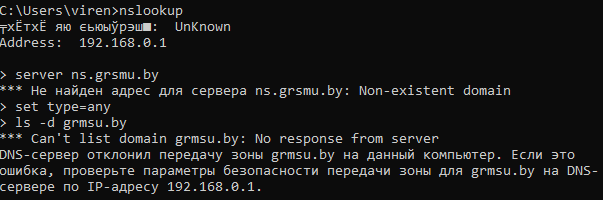 C:\Users\viren>nslookup
╤хЁтхЁ яю єьюыўрэш■:  UnKnown
Address:  192.168.0.1
> server ns.grsmu.by
*** Не найден адрес для сервера ns.grsmu.by: Non-existent domain
> set type=any
> ls -d grmsu.by
*** Can't list domain grmsu.by: No response from server
DNS-сервер отклонил передачу зоны grmsu.by на данный компьютер. Если это
ошибка, проверьте параметры безопасности передачи зоны для grmsu.by на DNS-
сервере по IP-адресу 192.168.0.1.